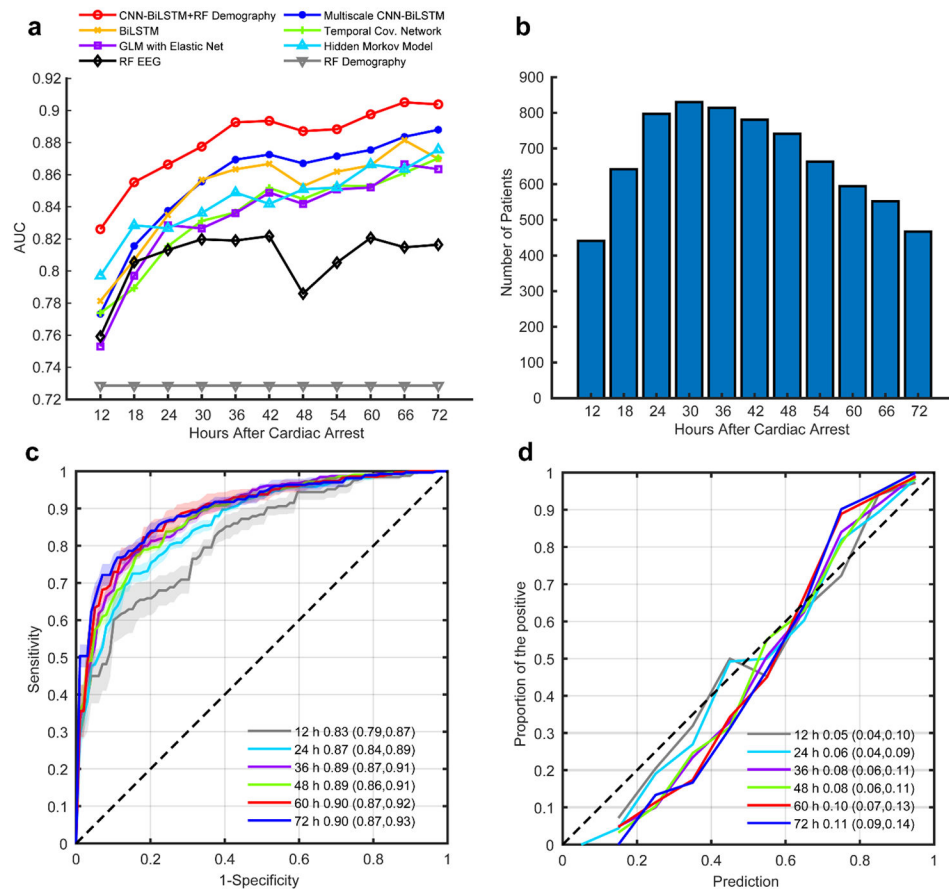 a
CNN-BiLSTM+RF Demography
Multiscale CNN-BiLSTM
BiLSTM
Temporal Cov. Network
GLM with Elastic Net
Hidden Morkov Model
RF EEG
RF Demography
0.92
0.9
0.88
0.86
0.84
0.82
0.8
0.78
0.76
0.74
0.72
AUC
12 18 24 30 36 42 48 54 60 66 72
Hours After Cardiac Arrest
b
900
800
700
600
500
400
300
200
100
0
Number of Patients
12 18 24 30 36 42 48 54 60 66 72
Hours After Cardiac Arrest
c
1
0.9
0.8
0.7
0.6
0.5
0.4
0.3
0.2
0.1
0
Sensitivity
12 h 0.83 (0.79,0.87)
24 h 0.87 (0.84,0.89)
36 h 0.89 (0.87,0.91)
48 h 0.89 (0.86,0.91)
60 h 0.90 (0.87,0.92)
72 h 0.90 (0.87,0.93)
0 0.2 0.4 0.6 0.8 1
1-Specificity
d
1
0.9
0.8
0.7
0.6
0.5
0.4
0.3
0.2
0.1
0
Proportion of the positive
12 h 0.05 (0.04,0.10)
24 h 0.06 (0.04,0.09)
36 h 0.08 (0.06,0.11)
48 h 0.08 (0.06,0.11)
60 h 0.10 (0.07,0.13)
72 h 0.11 (0.09,0.14)
0 0.2 0.4 0.6 0.8 1
Prediction